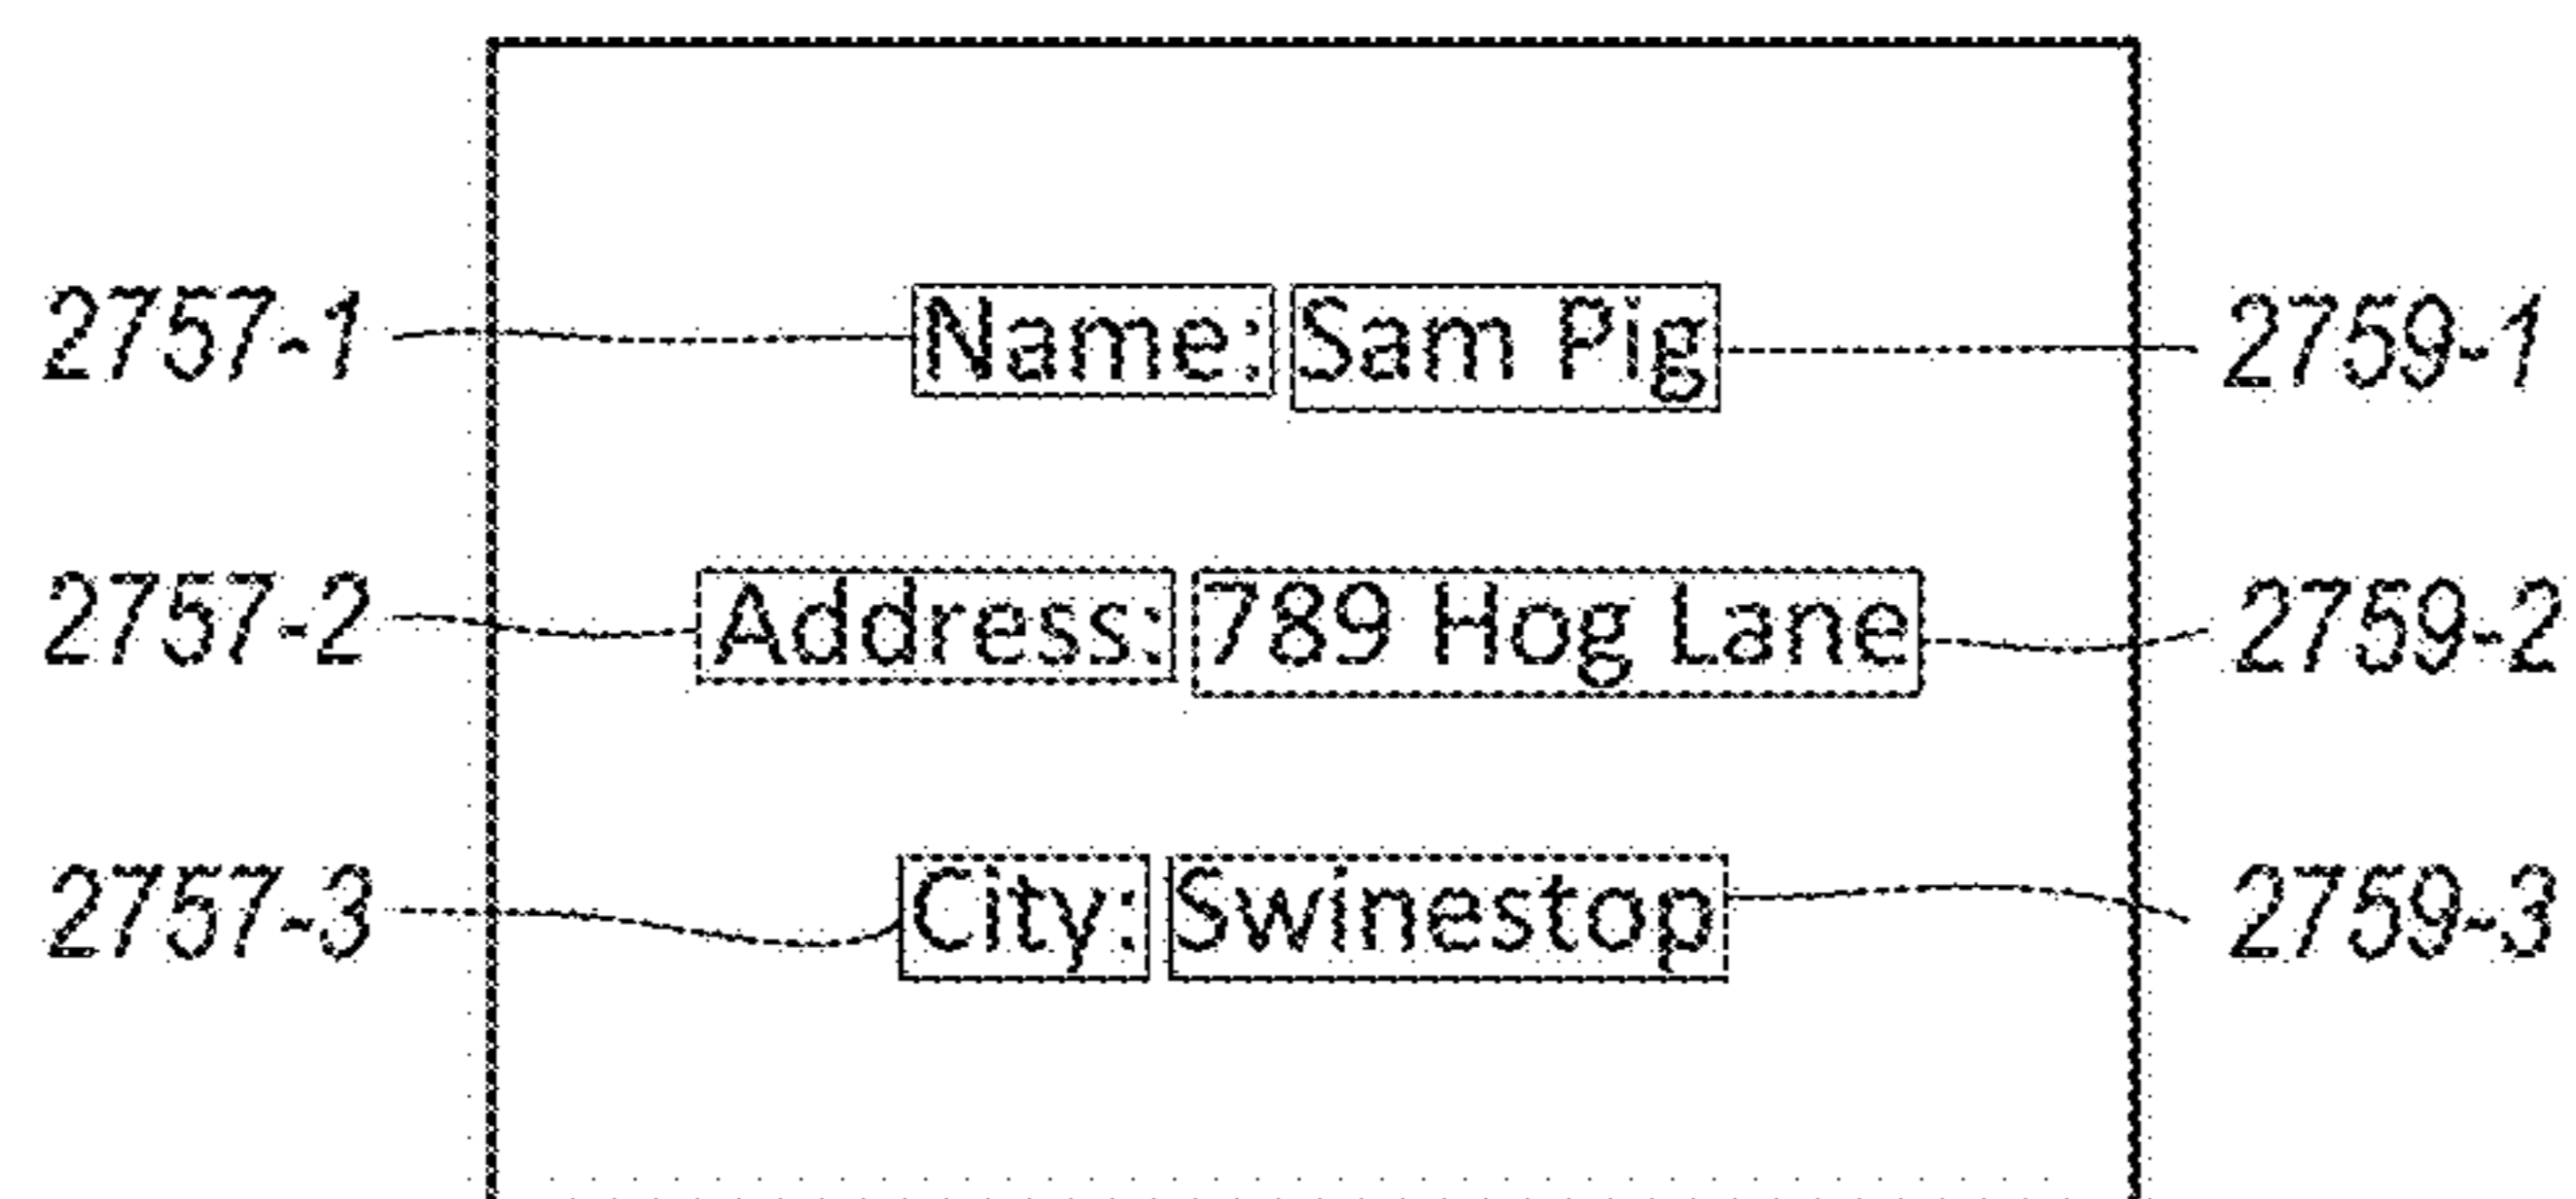 2757-1 Name: Sam Pig 2759-1
2757-2 Address: 789 Hog Lane 2759-2
2757-3 City: Swinestop 2759-3